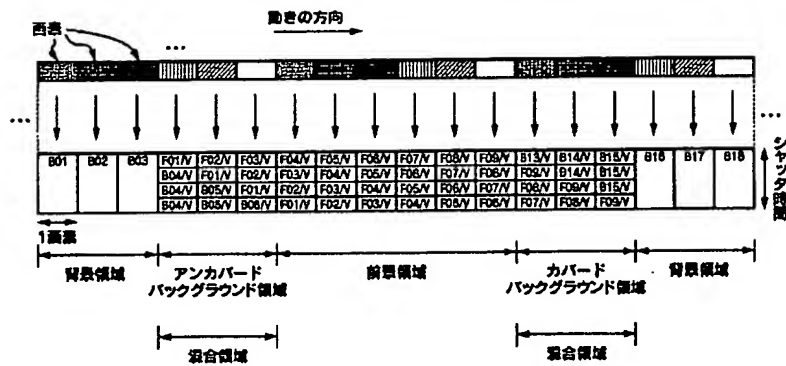 動きの方向
画素
…
… …
B01 B02 B03 F01/V F02/V F03/V F04/V F05/V F06/V F07/V F08/V F09/V B13/V B14/V B15/V B16 B17 B18
B04/V F01/V F02/V F03/V F04/V F05/V F06/V F07/V F08/V F09/V B14/V B15/V
B04/V B05/V F01/V F02/V F03/V F04/V F05/V F06/V F07/V F08/V F09/V B15/V
B04/V B05/V B06/V F01/V F02/V F03/V F04/V F05/V F06/V F07/V F08/V F09/V
シャッタ時間
1画素
背景領域 アンカバード 前景領域 カバード 背景領域
バックグラウンド領域 バックグラウンド領域
混合領域 混合領域